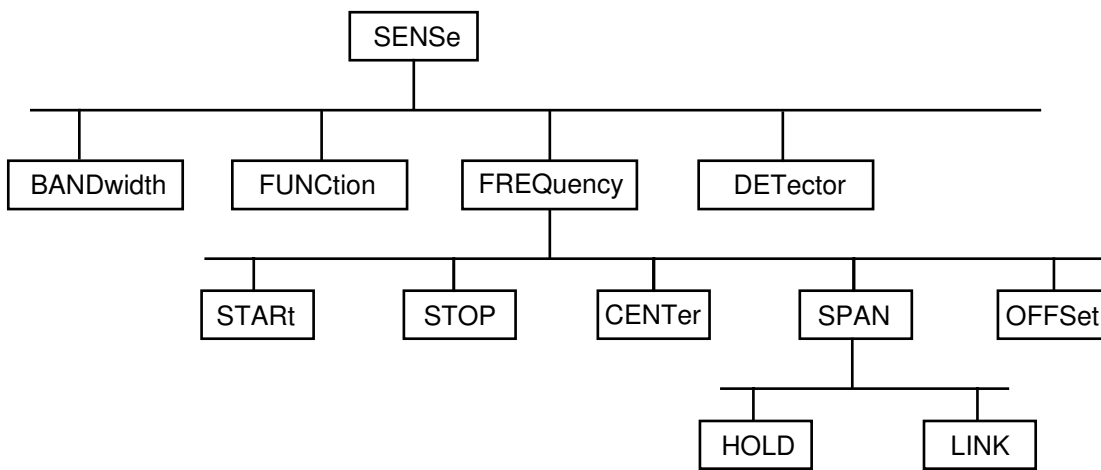 SENSe
BANDwidth FUNCtion FREQuency DETector
STARt STOP CENTer SPAN OFFSet
HOLD LINK